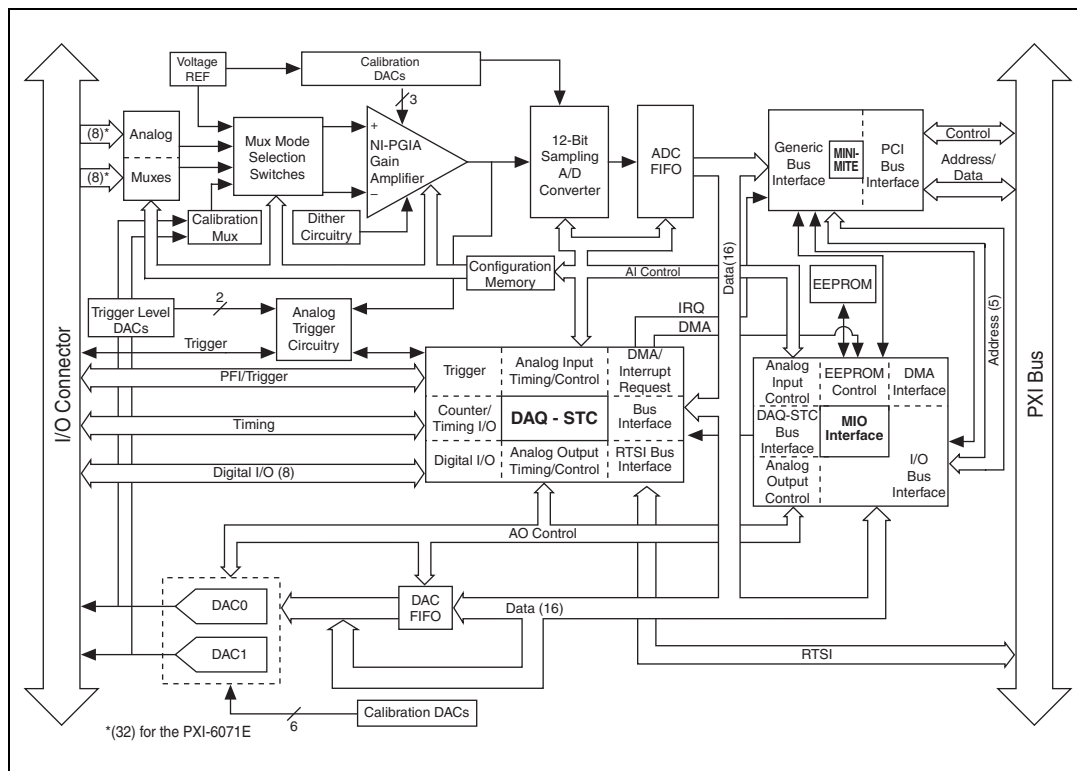 Voltage
REF
Calibration
DACs
3
(8)*
(8)*
Analog
Muxes
Mux Mode
Selection
Switches
+
NI-PGIA
Gain
Amplifier
–
12-Bit
Sampling
A/D
Converter
ADC
FIFO
Generic
Bus
Interface
MINI-
MITE
PCI
Bus
Interface
Control
Address/
Data
Calibration
Mux
Dither
Circuitry
Configuration
Memory
AI Control
Data(16)
EEPROM
Address (5)
Trigger Level
DACs
2
Analog
Trigger
Circuitry
IRQ
DMA
I/O Connector
PXI Bus
Trigger
PFI/Trigger
Timing
Digital I/O (8)
Trigger
Analog Input
Timing/Control
DMA/
Interrupt
Request
Counter/
Timing I/O
DAQ - STC
Bus
Interface
Digital I/O
Analog Output
Timing/Control
RTSI Bus
Interface
Analog
Input
Control
EEPROM
Control
DMA
Interface
DAQ-STC
Bus
Interface
MIO
Interface
Analog
Output
Control
I/O
Bus
Interface
AO Control
DAC0
DAC1
DAC
FIFO
Data (16)
RTSI
6
Calibration DACs
*(32) for the PXI-6071E